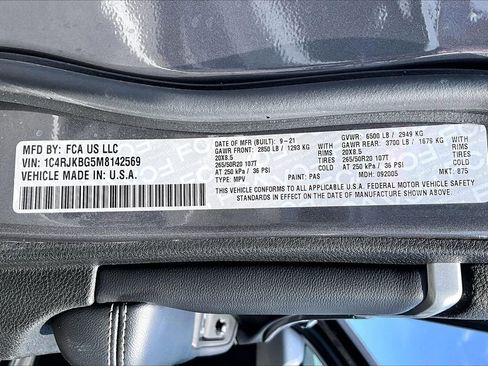 MFD BY: FCA US LLC
VIN: 1C4RJKBG5M8142569
VEHICLE MADE IN: U.S.A.
DATE OF MFR (BUILT): 9-21 GVWR: 6500 LB / 2949 KG
GAWR FRONT: 2850 LB / 1293 KG WITH TIRES GAWR REAR: 3700 LB / 1679 KG WITH TIRES
20X8.5 RIMS 20X8.5 RIMS
265/50R20 107T 265/50R20 107T
AT 250 kPa / 36 PSI COLD AT 250 kPa / 36 PSI COLD
TYPE: MPV PAINT: PAS MDH: 092005 MKT: 875
THIS VEHICLE CONFORMS TO ALL APPLICABLE U.S.A. FEDERAL MOTOR VEHICLE SAFETY
STANDARDS IN EFFECT ON THE DATE OF MANUFACTURE SHOWN ABOVE.